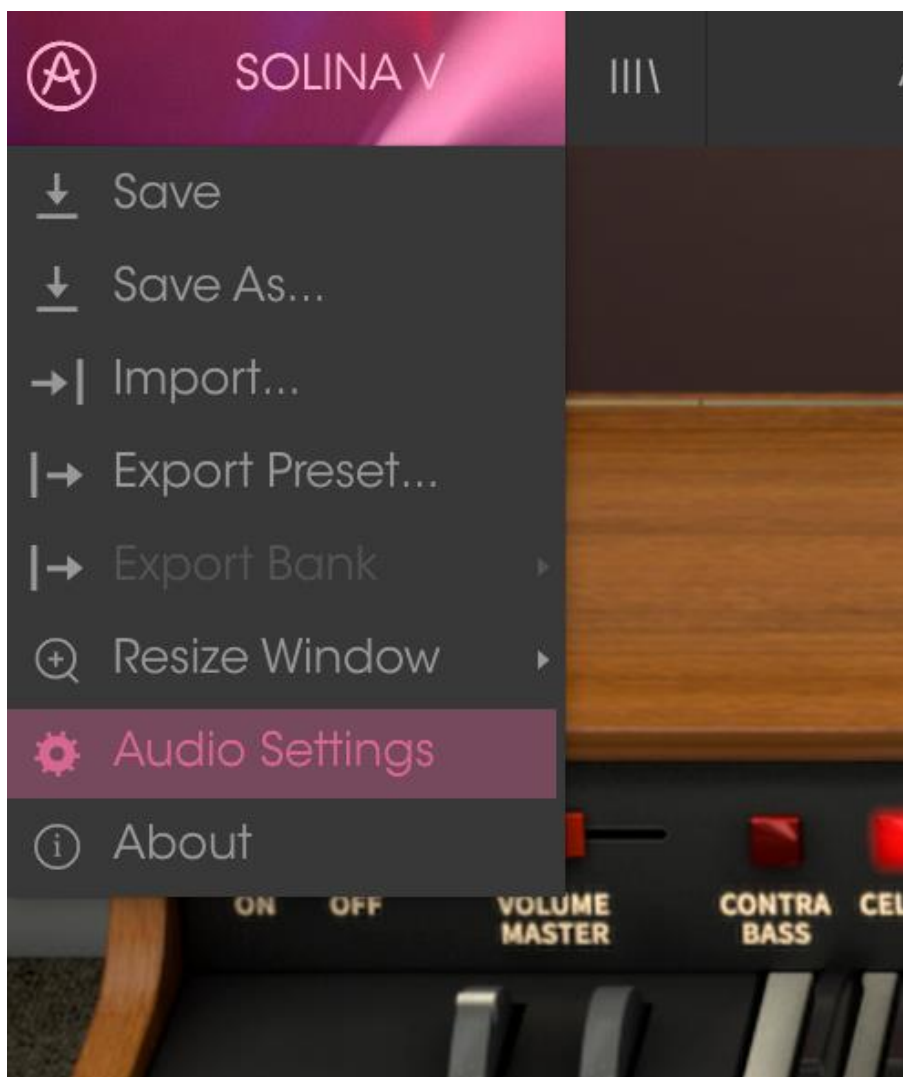 SOLINA V
Save
Save As...
Import...
Export Preset...
Export Bank
Resize Window
Audio Settings
About
ON OFF VOLUME MASTER CONTRA BASS